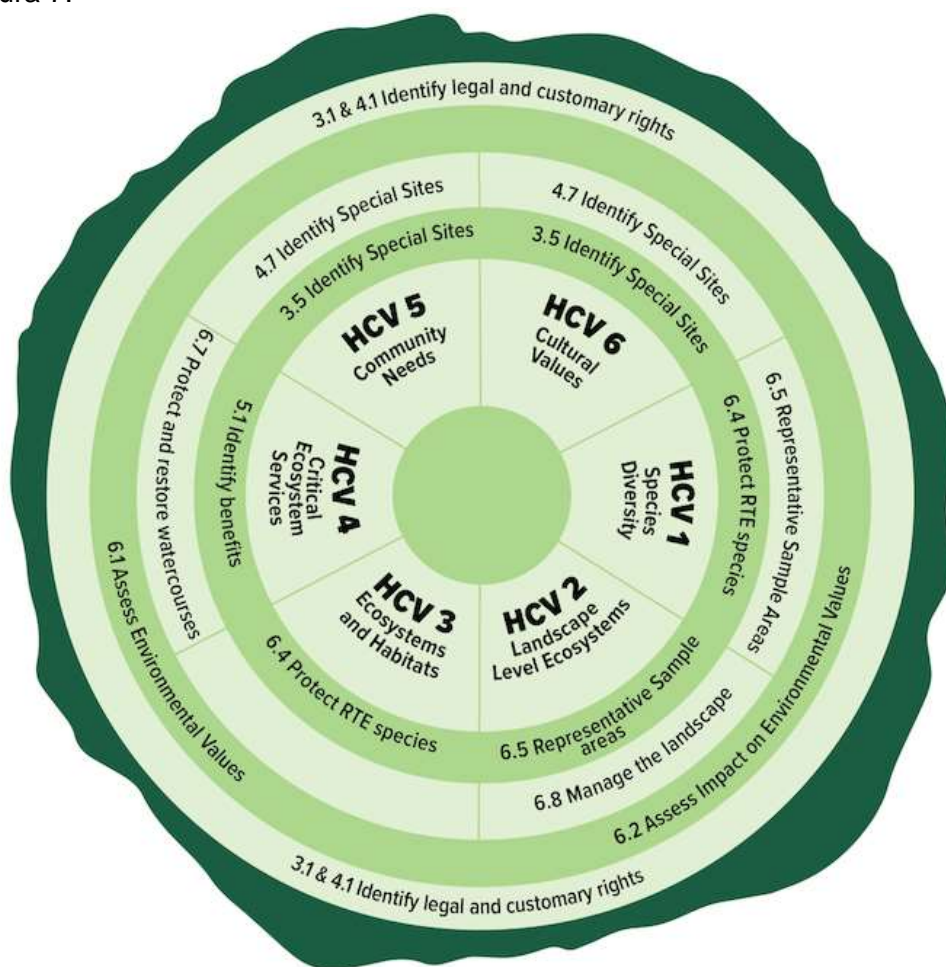 3.1 & 4.1 Identify legal and customary rights
4.7 Identify Special Sites
4.7 Identify Special Sites
3.5 Identify Special Sites
3.5 Identify Special Sites
HCV 5
Community
Needs
HCV 6
Cultural
Values
6.7 Protect and restore watercourses
5.1 Identify benefits
HCV 4
Critical
Ecosystem
Services
HCV 1
Species
Diversity
6.4 Protect RTE species
6.5 Representative Sample Areas
HCV 3
Ecosystems
and Habitats
HCV 2
Landscape
Level Ecosystems
6.4 Protect RTE species
6.5 Representative Sample
areas
6.8 Manage the landscape
6.1 Assess Environmental Values
6.2 Assess Impact on Environmental Values
3.1 & 4.1 Identify legal and customary rights